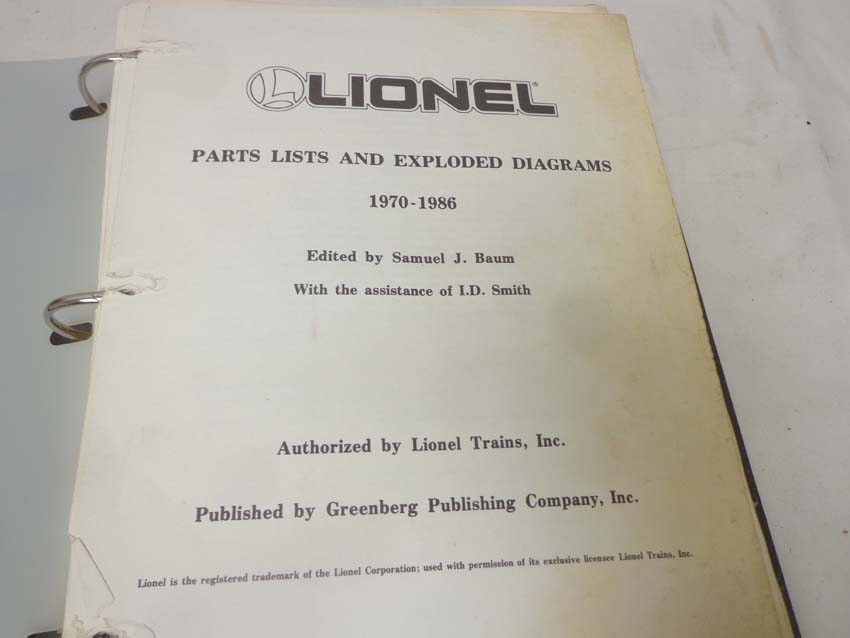 LIONEL®
PARTS LISTS AND EXPLODED DIAGRAMS
1970-1986
Edited by Samuel J. Baum
With the assistance of I.D. Smith
Authorized by Lionel Trains, Inc.
Published by Greenberg Publishing Company, Inc.
Lionel is the registered trademark of the Lionel Corporation; used with permission of its exclusive licensee Lionel Trains, Inc.